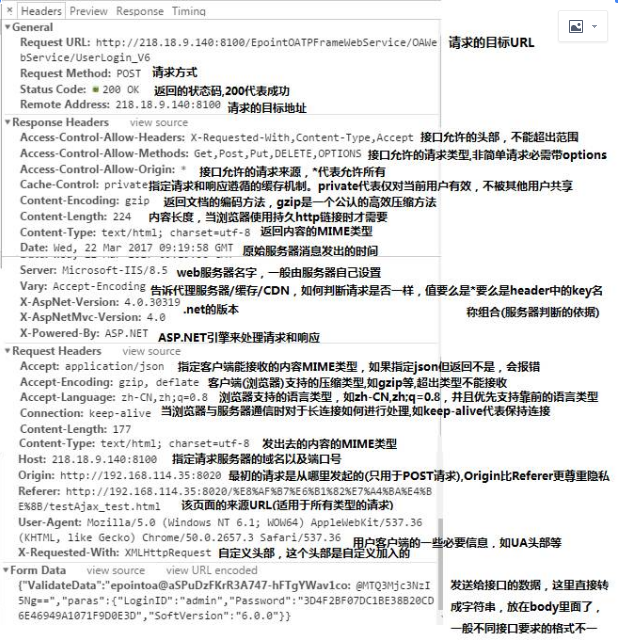 × Headers Preview Response Timing
▼General
Request URL: http://218.18.9.140:8100/EpointOATPFrameWebService/OAWe
bService/UserLogin_V6 请求的目标URL
Request Method: POST 请求方式
Status Code: 200 OK 返回的状态码,200代表成功
Remote Address: 218.18.9.140:8100 请求的目标地址
▼Response Headers view source
Access-Control-Allow-Headers: X-Requested-With,Content-Type,Accept 接口允许的头部，不能超出范围
Access-Control-Allow-Methods: Get,Post,Put,DELETE,OPTIONS 接口允许的请求类型,非简单请求必需带options
Access-Control-Allow-Origin: * 接口允许的请求来源，*代表允许所有
Cache-Control: private 指定请求和响应遵循的缓存机制。private代表仅对当前用户有效，不被其他用户共享
Content-Encoding: gzip 返回文档的编码方法，gzip是一个公认的高效压缩方法
Content-Length: 224 内容长度，当浏览器使用持久http链接时才需要
Content-Type: text/html; charset=utf-8 返回内容的MIME类型
Date: Wed, 22 Mar 2017 09:19:58 GMT 原始服务器消息发出的时间
Server: Microsoft-IIS/8.5 web服务器名字，一般由服务器自己设置
Vary: Accept-Encoding 告诉代理服务器/缓存/CDN，如何判断请求是否一样，值要么是*要么是header中的key名
称组合(服务器判断的依据)
X-AspNet-Version: 4.0.30319 .net的版本
X-AspNetMvc-Version: 4.0
X-Powered-By: ASP.NET ASP.NET引擎来处理请求和响应
▼Request Headers view source
Accept: application/json 指定客户端能接收的内容MIME类型，如果指定json但返回不是，会报错
Accept-Encoding: gzip, deflate 客户端(浏览器)支持的压缩类型,如gzip等,超出类型不能接收
Accept-Language: zh-CN,zh;q=0.8 浏览器支持的语言类型，如zh-CN,zh;q=0.8，并且优先支持靠前的语言类型
Connection: keep-alive 当浏览器与服务器通信时对于长连接如何进行处理,如keep-alive代表保持连接
Content-Length: 177
Content-Type: text/html; charset=utf-8 发出去的内容的MIME类型
Host: 218.18.9.140:8100 指定请求服务器的域名以及端口号
Origin: http://192.168.114.35:8020 最初的请求是从哪里发起的(只用于POST请求),Origin比Referer更尊重隐私
Referer: http://192.168.114.35:8020/%E8%AF%B7%E6%B1%82%E7%A4%BA%E4%B
E%8B/testAjax_test.html 该页面的来源URL(适用于所有类型的请求)
User-Agent: Mozilla/5.0 (Windows NT 6.1; WOW64) AppleWebKit/537.36
(KHTML, like Gecko) Chrome/50.0.2657.3 Safari/537.36 用户客户端的一些必要信息，如UA头部等
X-Requested-With: XMLHttpRequest 自定义头部，这个头部是自定义加入的
▼Form Data view source view URL encoded
{"ValidateData":"epointoa@aSPuDzFKrR3A747-hFTgYWav1co: @MTQ3Mjc3NzI
5Ng==","paras":{"LoginID":"admin","Password":"3D4F2BF07DC1BE38B20CD
6E46949A1071F9D0E3D","SoftVersion":"6.0.0"}}
发送给接口的数据，这里直接转
成字符串，放在body里面了，
一般不同接口要求的格式不一